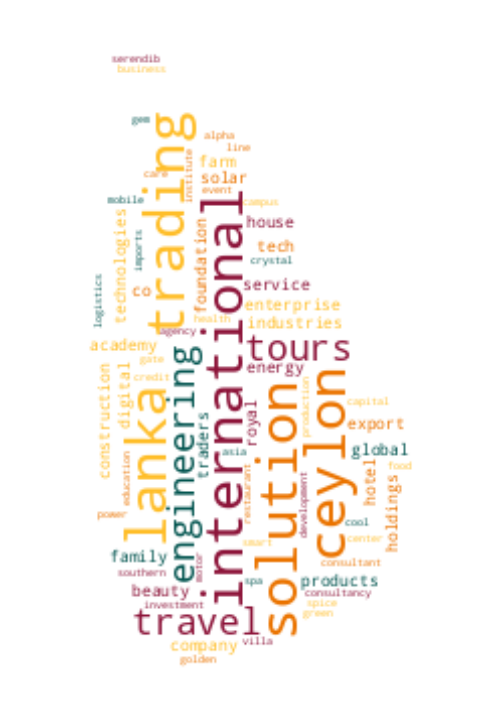 serendib
business
gem
trading
alpha
line
institute
farm
care
solar
event
mobile
international
campus
technologies
foundation
house
imports
tech
crystal
logistics
co
service
enterprise
health
industries
agency
academy
tours
engineering
gate
energy
construction
digital
credit
lanka
ceylon
production
solution
capital
royal
traders
export
asia
global
education
restaurant
hotel
food
development
holdings
power
cool
smart
center
family
motor
consultant
southern
spa
products
beauty
consultancy
investment
spice
travel
green
company
villa
golden